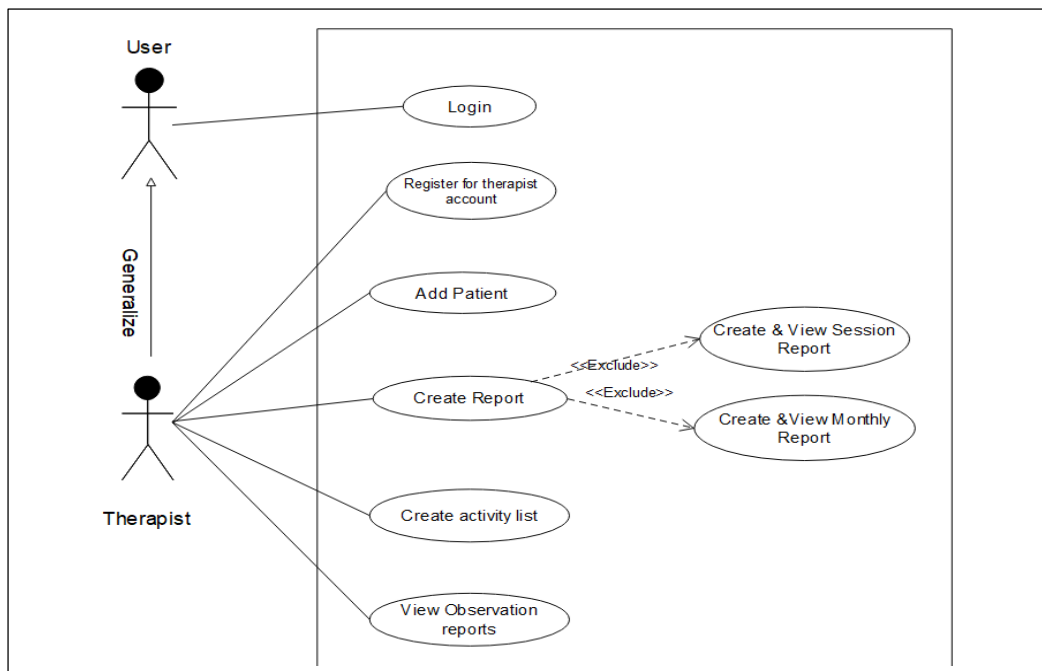 User
Login
Register for therapist
account
Generalize
Add Patient
Create & View Session
Report
<<Exclude>>
<<Exclude>>
Create Report
Create &View Monthly
Report
Therapist
Create activity list
View Observation
reports